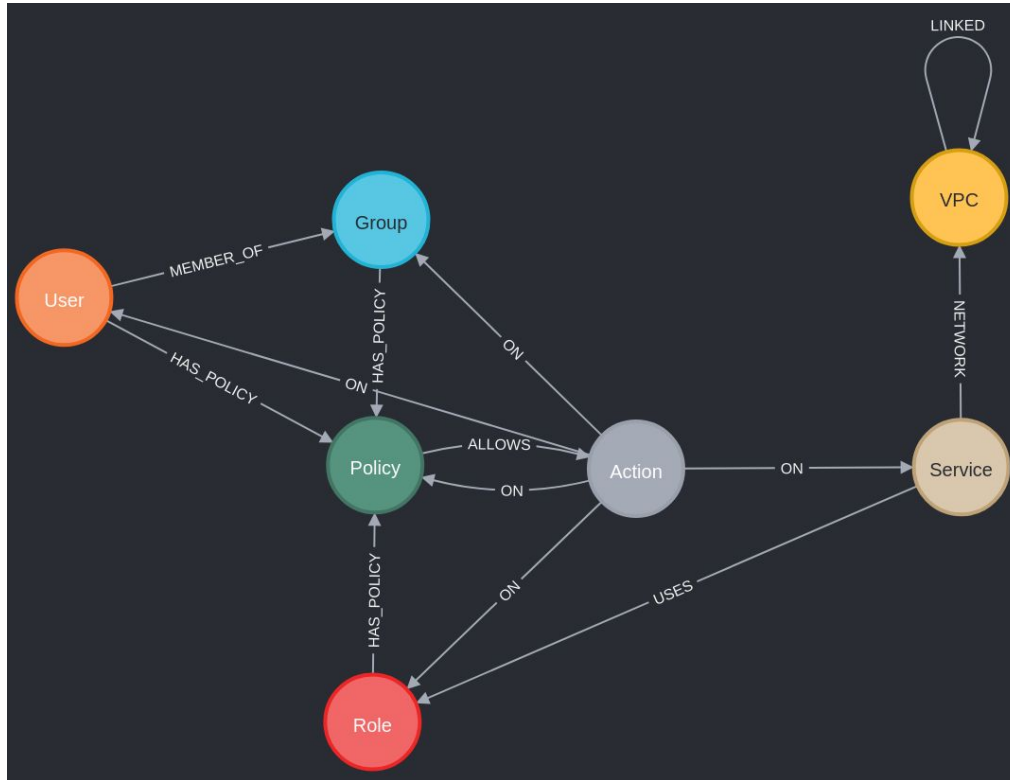 LINKED
VPC
Group
MEMBER_OF
User
HAS_POLICY
NETWORK
ON
HAS_POLICY
ON
ALLOWS
Policy
Action
ON
Service
ON
HAS_POLICY
ON
USES
Role